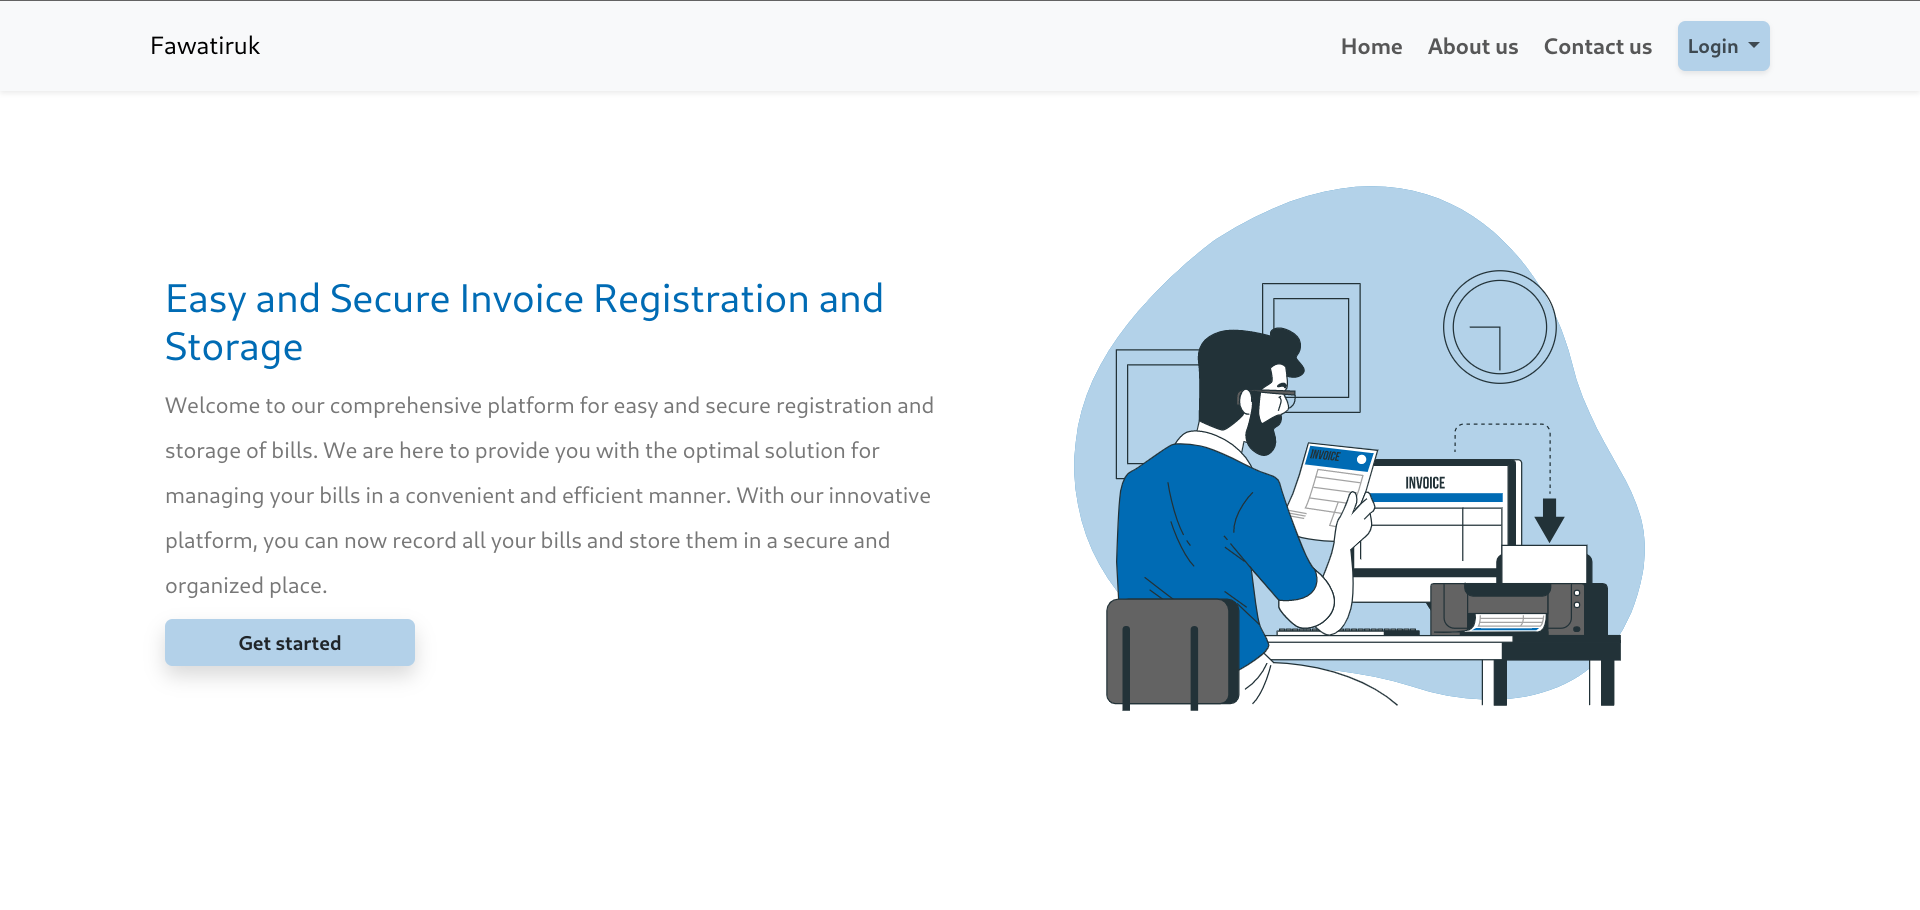 Fawatiruk
Home
About us
Contact us
Login
Easy and Secure Invoice Registration and
Storage
Welcome to our comprehensive platform for easy and secure registration and
storage of bills. We are here to provide you with the optimal solution for
managing your bills in a convenient and efficient manner. With our innovative
platform, you can now record all your bills and store them in a secure and
organized place.
Get started
INVOICE
INVOICE